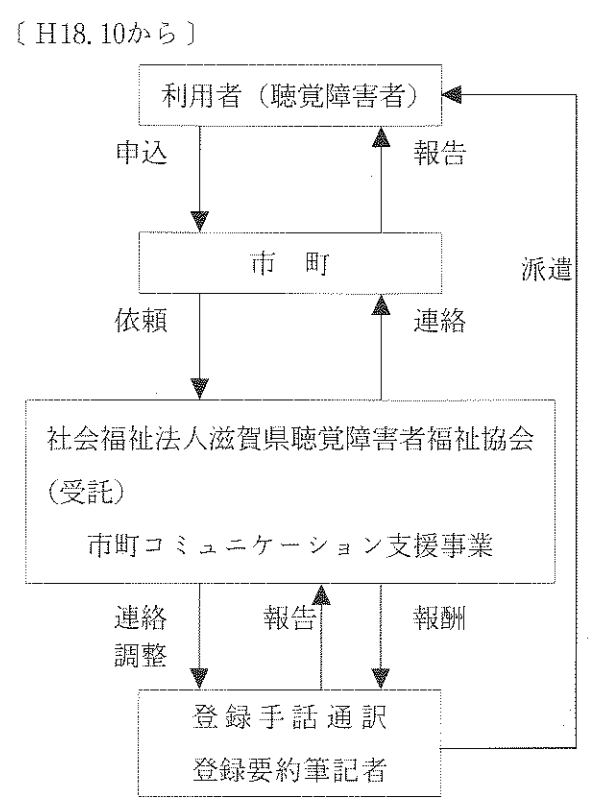 〔 H18.10から 〕
利用者（聴覚障害者）
申込
報告
市　町
派遣
依頼
連絡
社会福祉法人滋賀県聴覚障害者福祉協会
（受託）
市町コミュニケーション支援事業
連絡
調整
報告
報酬
登録手話通訳
登録要約筆記者